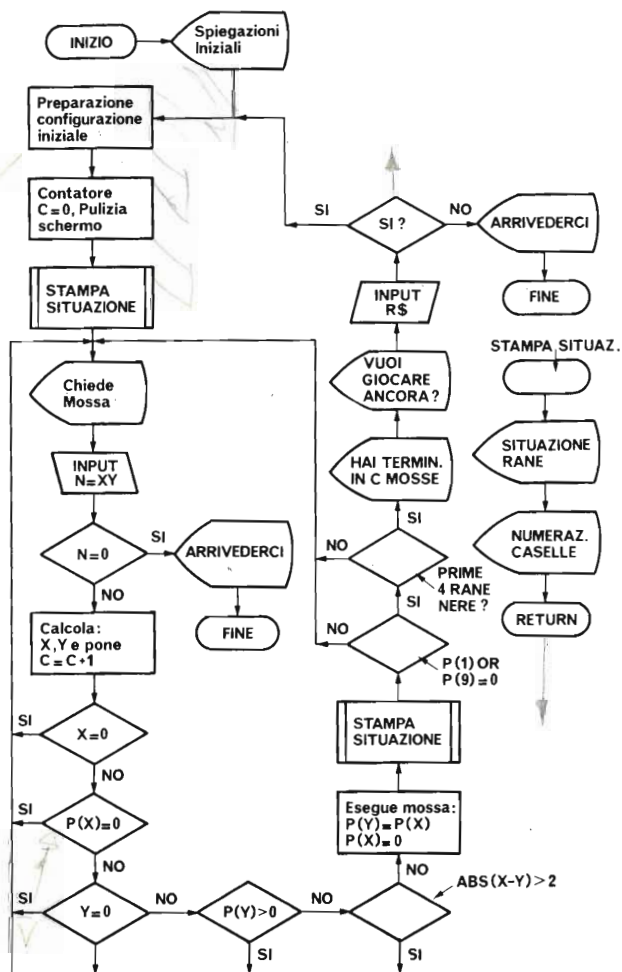 INIZIO
Spiegazioni
Iniziali
Preparazione
configurazione
iniziale
Contatore
C=0, Pulizia
schermo
STAMPA
SITUAZIONE
Chiede
Mossa
INPUT
N=XY
N=0
SI
ARRIVEDERCI
FINE
NO
Calcola:
X,Y e pone
C=C+1
X=0
SI
NO
P(X)=0
SI
NO
Y=0
SI
NO
P(Y)>0
SI
NO
ABS(X-Y)>2
SI
NO
Esegue mossa:
P(Y)=P(X)
P(X)=0
STAMPA
SITUAZIONE
P(1) OR
P(9)=0
NO
SI
PRIME
4 RANE
NERE ?
NO
SI
HAI TERMIN.
IN C MOSSE
VUOI
GIOCARE
ANCORA ?
INPUT
R$
SI ?
SI
NO
ARRIVEDERCI
FINE
STAMPA SITUAZ.
SITUAZIONE
RANE
NUMERAZ.
CASELLE
RETURN